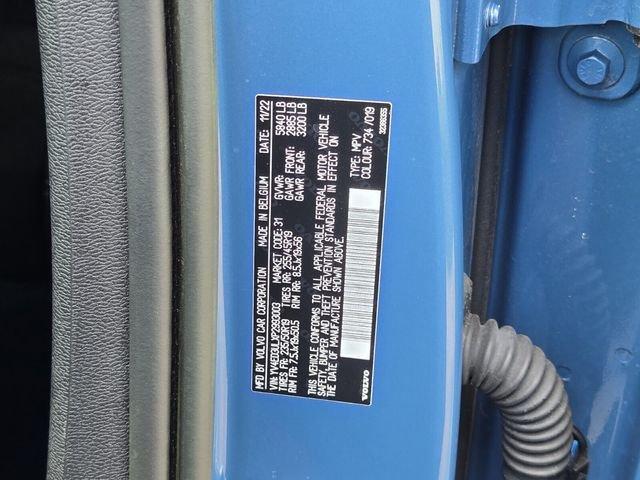 MFD BY VOLVO CAR CORPORATION MADE IN BELGIUM DATE: 11/22
VIN: YV4ED3UL1P2993003 MARKET CODE: 31 GVWR: 5840 LB
TIRES FR: 235/50R19 TIRES RR: 255/45R19 GAWR FRONT: 2885 LB
RIM FR: 7.5Jx19x50.5 RIM RR: 8.5Jx19x56 GAWR REAR: 3200 LB
THIS VEHICLE CONFORMS TO ALL APPLICABLE FEDERAL MOTOR VEHICLE
SAFETY, BUMPER AND THEFT PREVENTION STANDARDS IN EFFECT ON
THE DATE OF MANUFACTURE SHOWN ABOVE.
TYPE: MPV
COLOUR: 734 /019
VOLVO